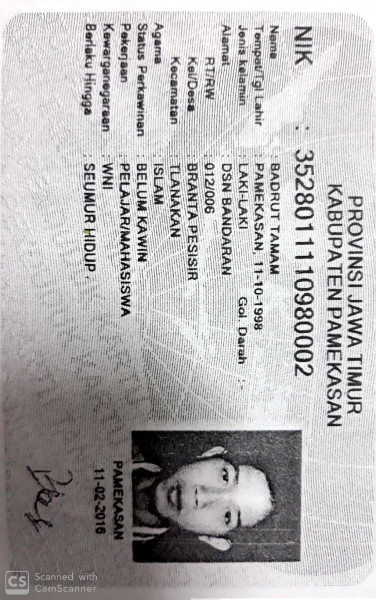 PROVINSI JAWA TIMUR
KABUPATEN PAMEKASAN
NIK : 3528011110980002
Nama : BADRUT TAMAM
Tempat/Tgl Lahir : PAMEKASAN, 11-10-1998
Jenis kelamin : LAKI-LAKI Gol. Darah : -
Alamat : DSN BANDARAN
RT/RW : 012/006
Kel/Desa : BRANTA PESISIR
Kecamatan : TLANAKAN
Agama : ISLAM
Status Perkawinan : BELUM KAWIN
Pekerjaan : PELAJAR/MAHASISWA
Kewarganegaraan : WNI
Berlaku Hingga : SEUMUR HIDUP
PAMEKASAN
11-02-2016
CS Scanned with
CamScanner